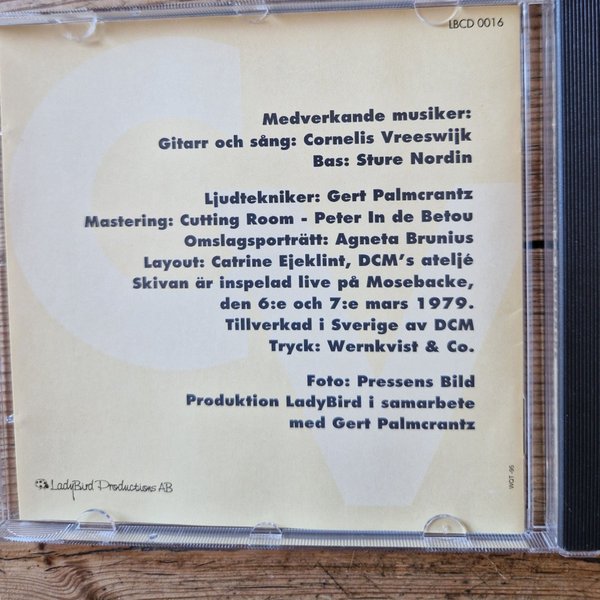 LBCD 0016
Medverkande musiker:
Gitarr och sång: Cornelis Vreeswijk
Bas: Sture Nordin
Ljudtekniker: Gert Palmcrantz
Mastering: Cutting Room - Peter In de Betou
Omslagsporträtt: Agneta Brunius
Layout: Catrine Ejeklint, DCM's ateljé
Skivan är inspelad live på Mosebacke,
den 6:e och 7:e mars 1979.
Tillverkad i Sverige av DCM
Tryck: Wernkvist & Co.
Foto: Pressens Bild
Produktion LadyBird i samarbete
med Gert Palmcrantz
LadyBird Productions AB
WQT-95